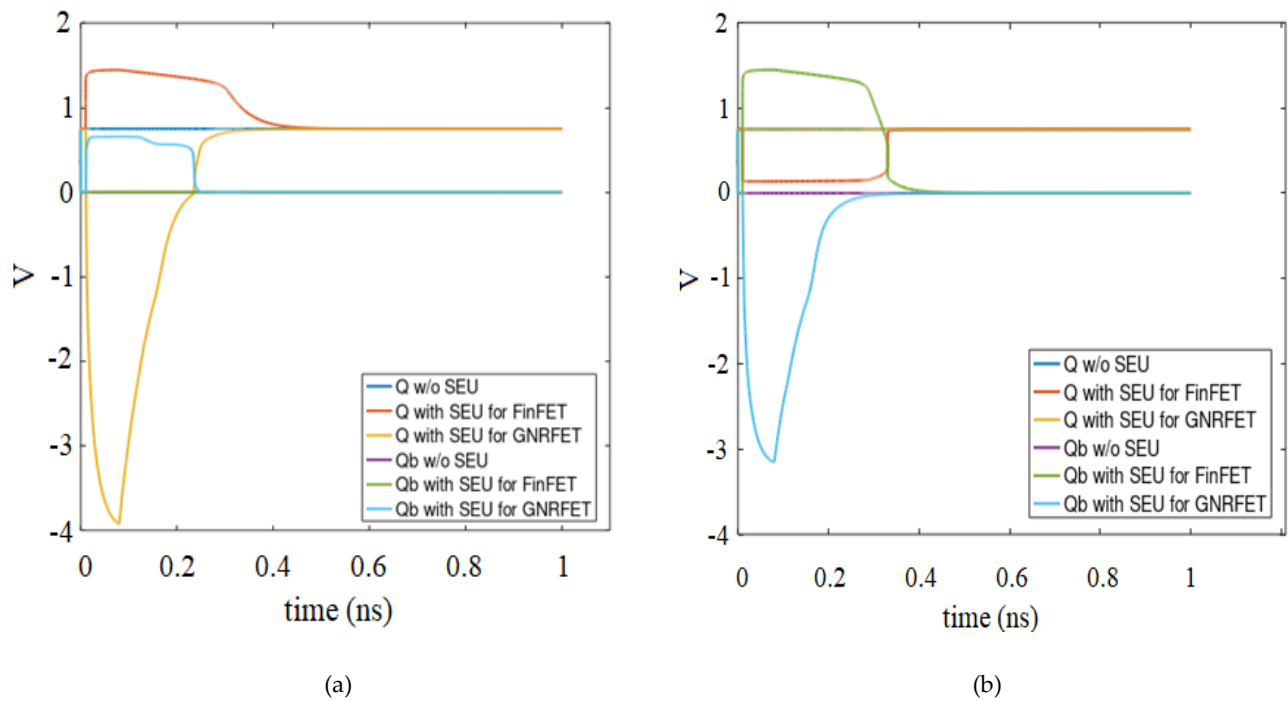 2
1
0
-1
-2
-3
-4
V
0
0.2
0.4
0.6
0.8
1
time (ns)
Q w/o SEU
Q with SEU for FinFET
Q with SEU for GNRFET
Qb w/o SEU
Qb with SEU for FinFET
Qb with SEU for GNRFET
(a)
2
1
0
-1
-2
-3
-4
V
0
0.2
0.4
0.6
0.8
1
time (ns)
Q w/o SEU
Q with SEU for FinFET
Q with SEU for GNRFET
Qb w/o SEU
Qb with SEU for FinFET
Qb with SEU for GNRFET
(b)